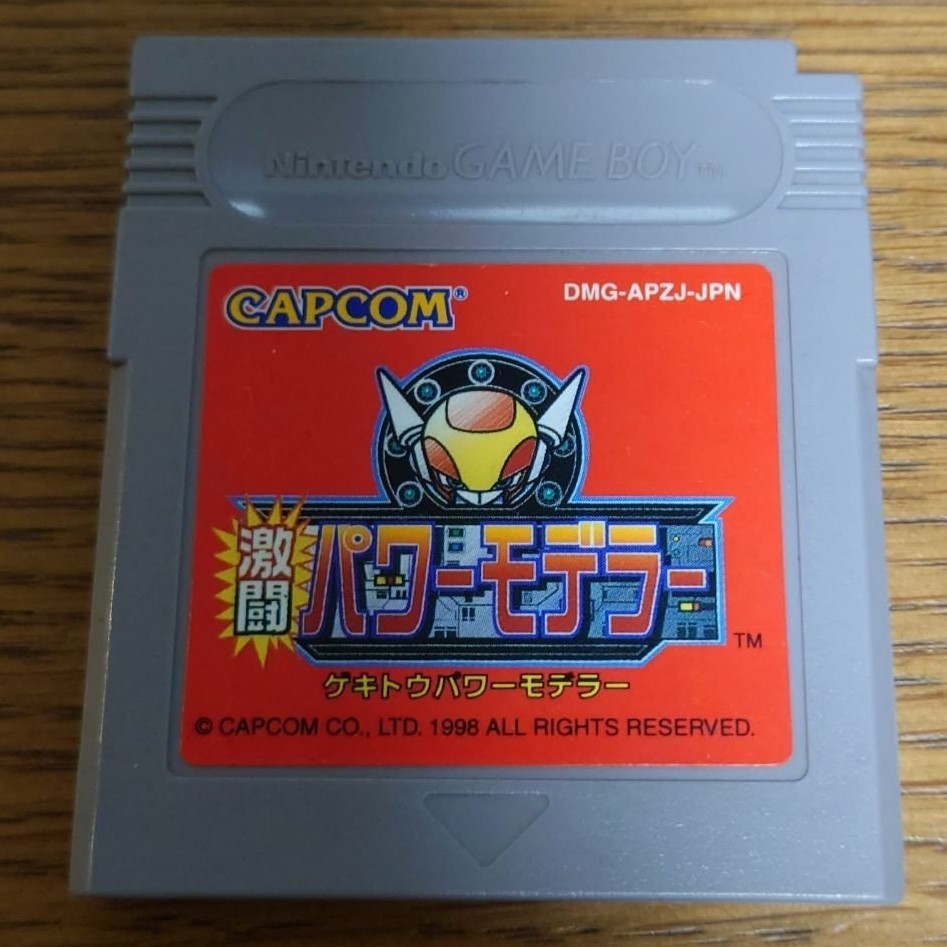 Nintendo GAME BOY™
CAPCOM®
DMG-APZJ-JPN
激闘
パワーモデラー
TM
ゲキトウパワーモデラー
© CAPCOM CO., LTD. 1998 ALL RIGHTS RESERVED.